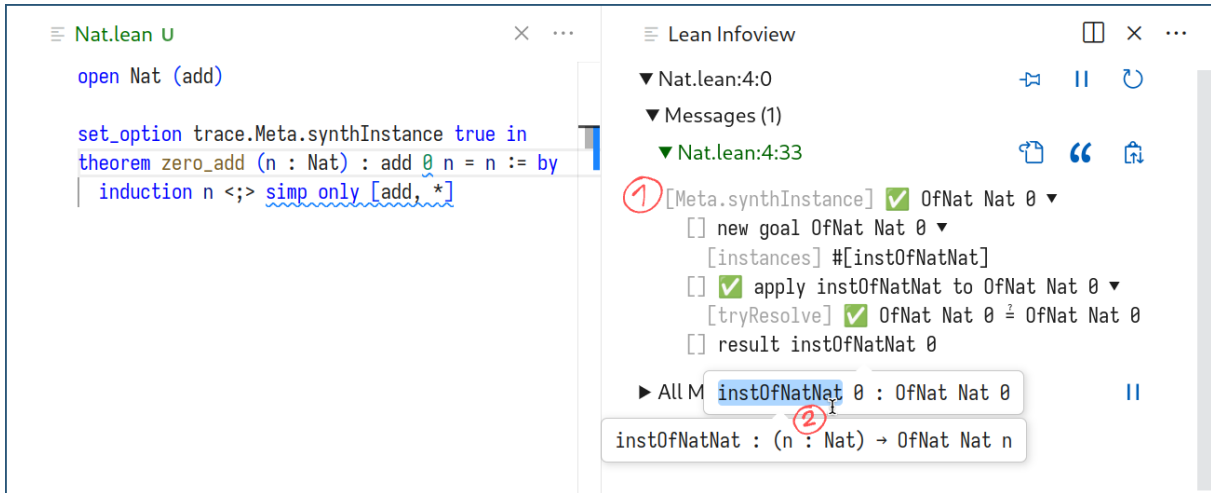 Nat.lean U
open Nat (add)
set_option trace.Meta.synthInstance true in
theorem zero_add (n : Nat) : add 0 n = n := by
induction n <;> simp only [add, *]
Lean Infoview
▼ Nat.lean:4:0
▼ Messages (1)
▼ Nat.lean:4:33
1 [Meta.synthInstance] ✅ OfNat Nat 0 ▼
[] new goal OfNat Nat 0 ▼
[instances] #[instOfNatNat]
[] ✅ apply instOfNatNat to OfNat Nat 0 ▼
[tryResolve] ✅ OfNat Nat 0 ≟ OfNat Nat 0
[] result instOfNatNat 0
▶ All M
instOfNatNat 0 : OfNat Nat 0
2
instOfNatNat : (n : Nat) → OfNat Nat n